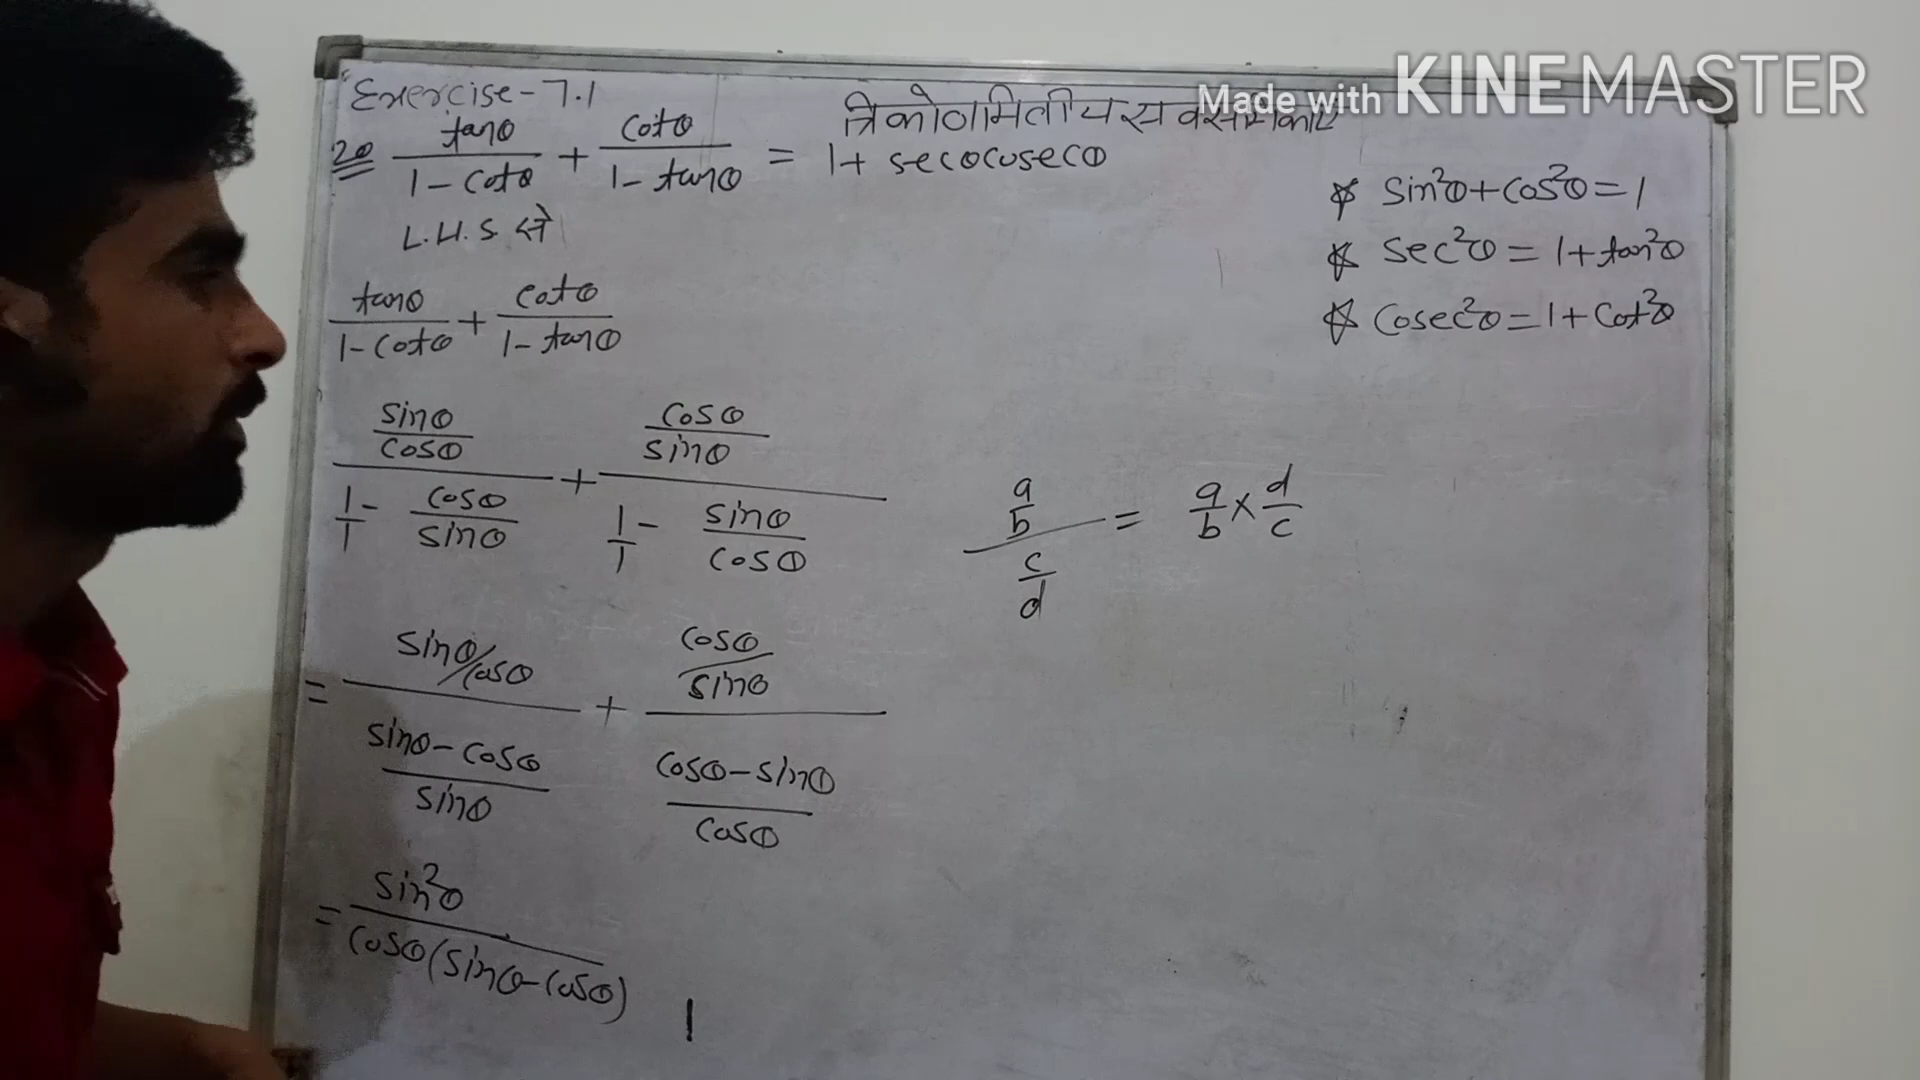 Made with KINEMASTER
Exercise-7.1
त्रिकोणमितीय सर्वसमिकाए
20 tanθ/(1-cotθ) + cotθ/(1-tanθ) = 1+ secθcosecθ
L.H.S. से
tanθ/(1-cotθ) + cotθ/(1-tanθ)
(sinθ/cosθ)/(1/1 - cosθ/sinθ) + (cosθ/sinθ)/(1/1 - sinθ/cosθ)
= (sinθ/cosθ)/((sinθ-cosθ)/sinθ) + (cosθ/sinθ)/((cosθ-sinθ)/cosθ)
= sin²θ/(cosθ(sinθ-cosθ))
(a/b)/(c/d) = a/b × d/c
* sin²θ+cos²θ=1
* sec²θ=1+tan²θ
* cosec²θ=1+cot²θ